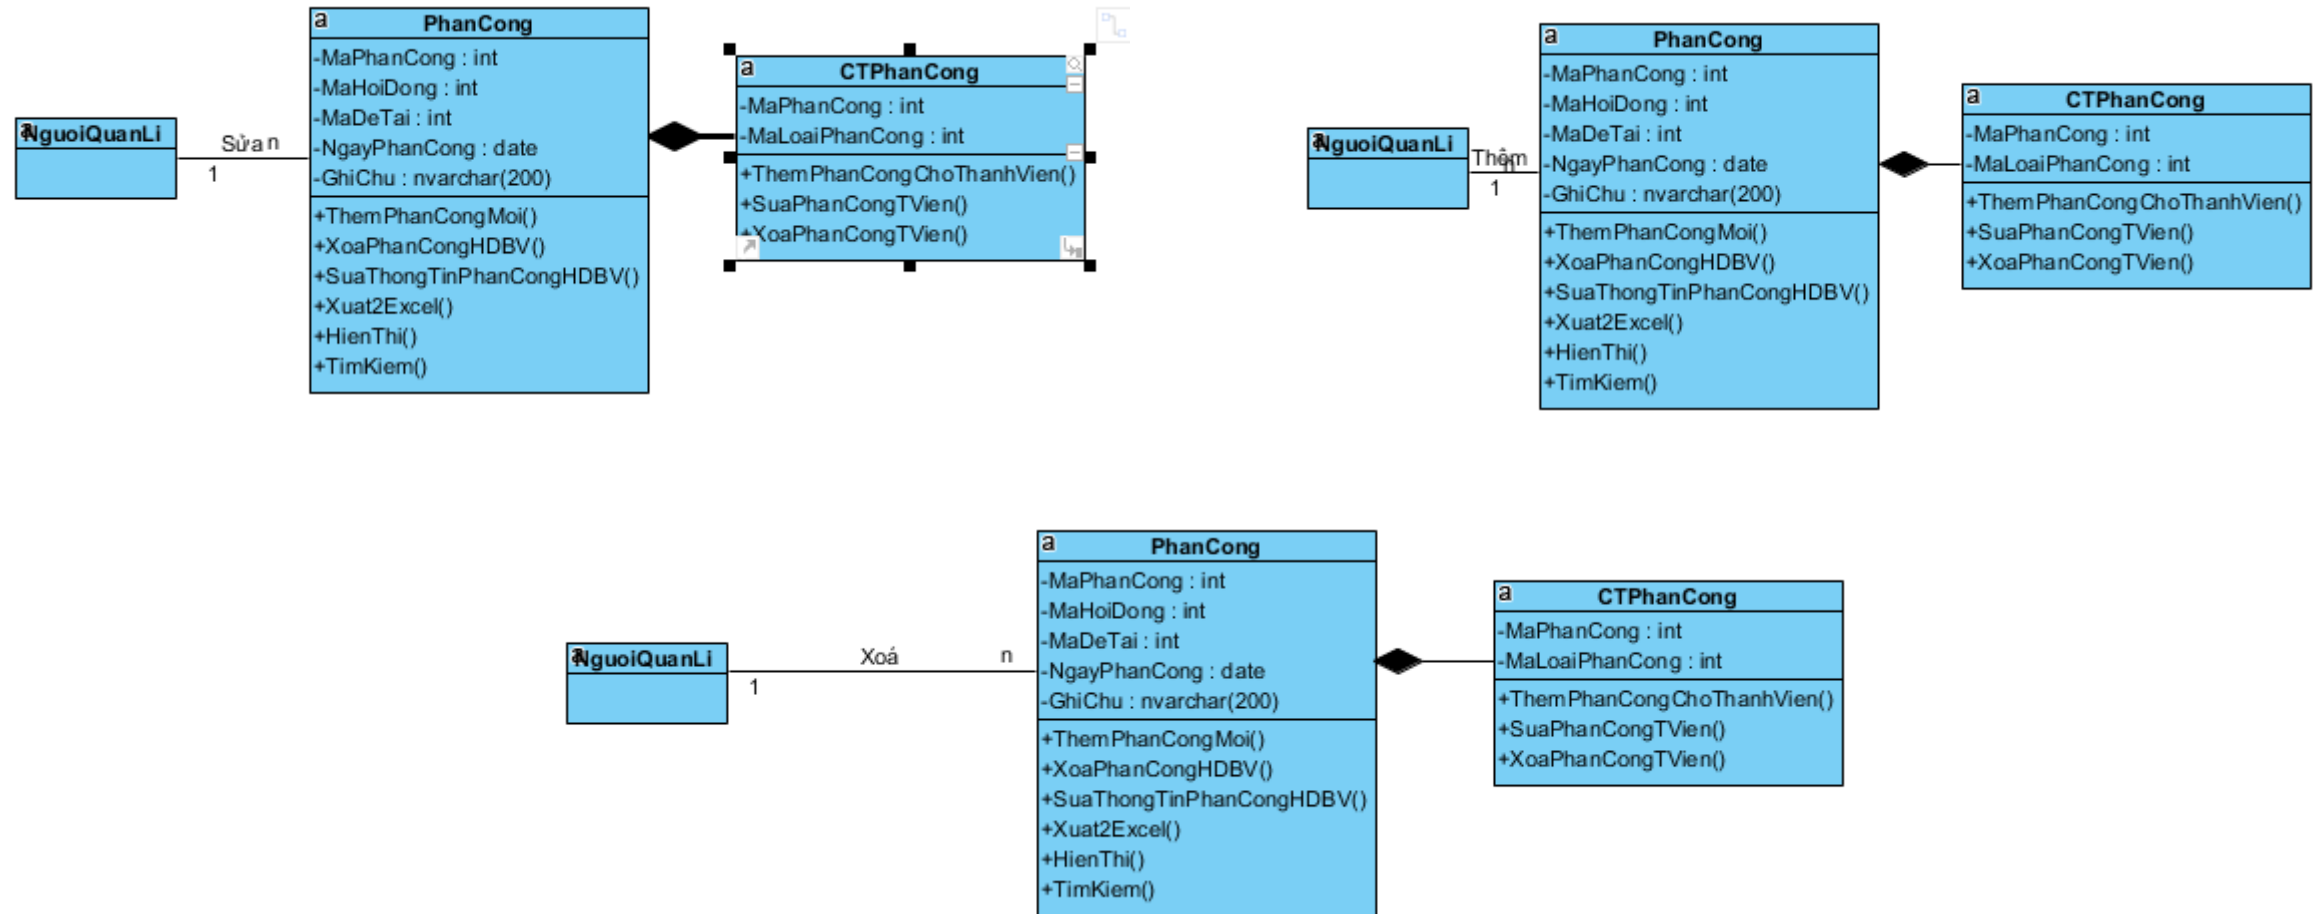 a
PhanCong
-MaPhanCong : int
-MaHoiDong : int
-MaDeTai : int
-NgayPhanCong : date
-GhiChu : nvarchar(200)
+ThemPhanCongMoi()
+XoaPhanCongHDBV()
+SuaThongTinPhanCongHDBV()
+Xuat2Excel()
+HienThi()
+TimKiem()
a
NguoiQuanLi
Sửa n
1
a
CTPhanCong
-MaPhanCong : int
-MaLoaiPhanCong : int
+ThemPhanCongChoThanhVien()
+SuaPhanCongTVien()
+XoaPhanCongTVien()
a
NguoiQuanLi
Thêm
n
1
a
PhanCong
-MaPhanCong : int
-MaHoiDong : int
-MaDeTai : int
-NgayPhanCong : date
-GhiChu : nvarchar(200)
+ThemPhanCongMoi()
+XoaPhanCongHDBV()
+SuaThongTinPhanCongHDBV()
+Xuat2Excel()
+HienThi()
+TimKiem()
a
CTPhanCong
-MaPhanCong : int
-MaLoaiPhanCong : int
+ThemPhanCongChoThanhVien()
+SuaPhanCongTVien()
+XoaPhanCongTVien()
a
NguoiQuanLi
Xoá n
1
a
PhanCong
-MaPhanCong : int
-MaHoiDong : int
-MaDeTai : int
-NgayPhanCong : date
-GhiChu : nvarchar(200)
+ThemPhanCongMoi()
+XoaPhanCongHDBV()
+SuaThongTinPhanCongHDBV()
+Xuat2Excel()
+HienThi()
+TimKiem()
a
CTPhanCong
-MaPhanCong : int
-MaLoaiPhanCong : int
+ThemPhanCongChoThanhVien()
+SuaPhanCongTVien()
+XoaPhanCongTVien()